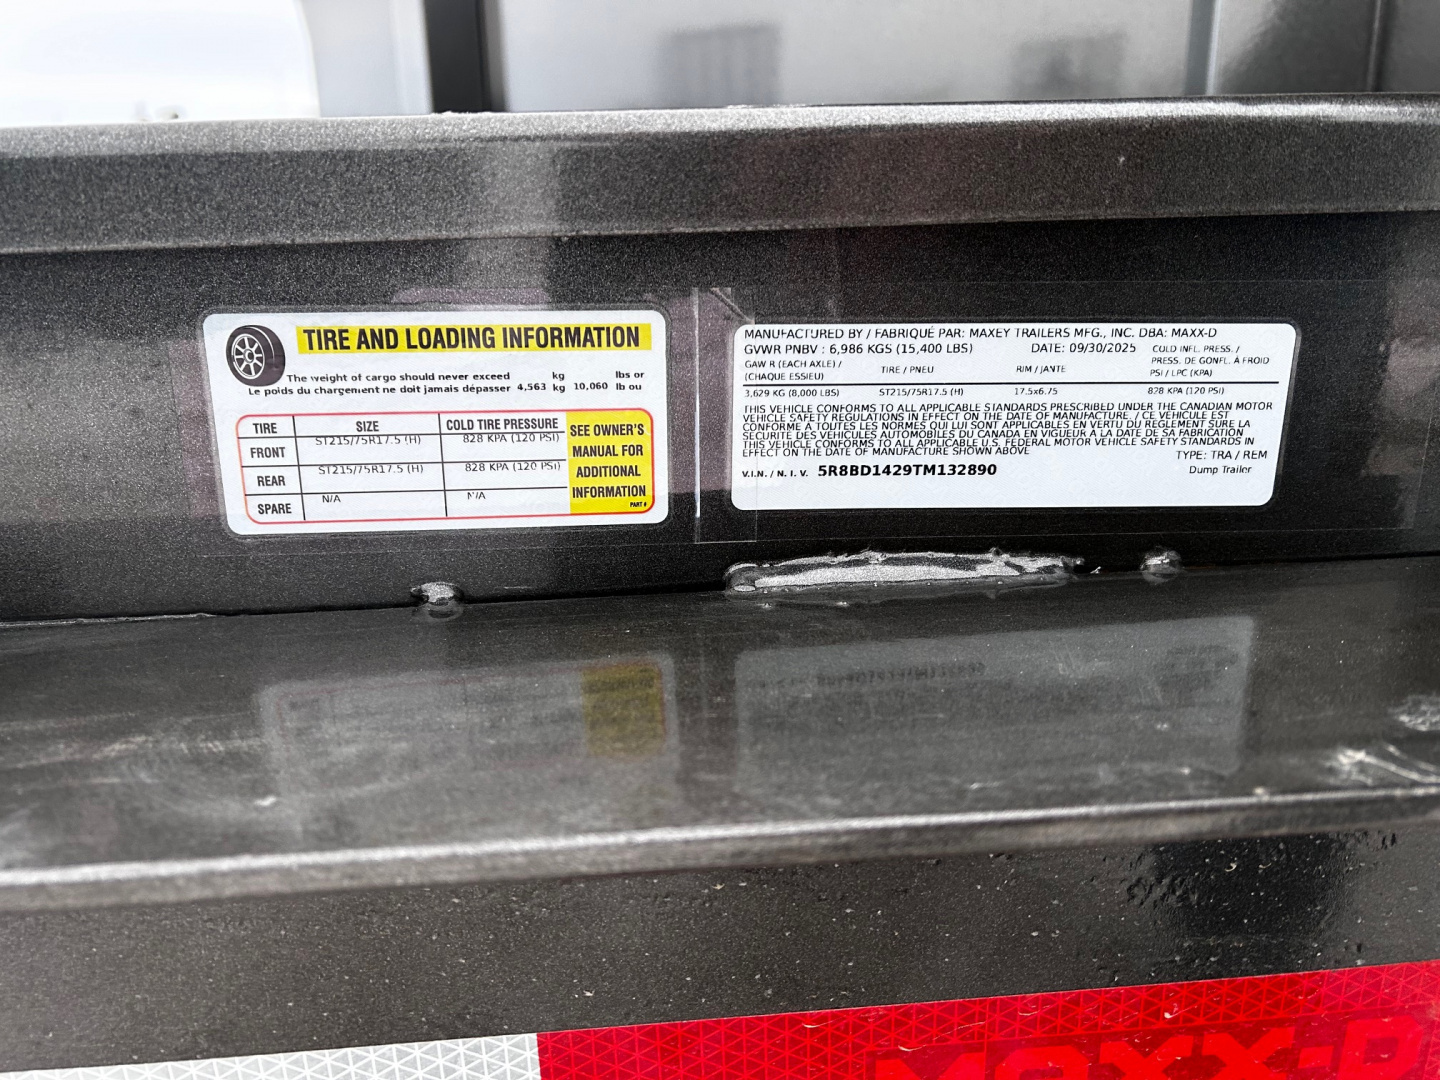 TIRE AND LOADING INFORMATION
The weight of cargo should never exceed kg lbs or
Le poids du chargement ne doit jamais dépasser 4,563 kg 10,060 lb ou
TIRE SIZE COLD TIRE PRESSURE
FRONT ST215/75R17.5 (H) 828 KPA (120 PSI)
REAR ST215/75R17.5 (H) 828 KPA (120 PSI)
SPARE N/A N/A
SEE OWNER'S
MANUAL FOR
ADDITIONAL
INFORMATION
PART #
MANUFACTURED BY / FABRIQUÉ PAR: MAXEY TRAILERS MFG., INC. DBA: MAXX-D
GVWR PNBV : 6,986 KGS (15,400 LBS) DATE: 09/30/2025
GAW R (EACH AXLE) /
(CHAQUE ESSIEU)
TIRE / PNEU
RIM / JANTE
COLD INFL. PRESS. /
PRESS. DE GONFL. À FROID
PSI / LPC (KPA)
3,629 KG (8,000 LBS) ST215/75R17.5 (H) 17.5x6.75 828 KPA (120 PSI)
THIS VEHICLE CONFORMS TO ALL APPLICABLE STANDARDS PRESCRIBED UNDER THE CANADIAN MOTOR
VEHICLE SAFETY REGULATIONS IN EFFECT ON THE DATE OF MANUFACTURE. / CE VEHICULE EST
CONFORME A TOUTES LES NORMES QUI LUI SONT APPLICABLES EN VERTU DU REGLEMENT SURE LA
SECURITE DES VEHICULES AUTOMOBILES DU CANADA EN VIGUEUR A LA DATE DE SA FABRICATION
THIS VEHICLE CONFORMS TO ALL APPLICABLE U.S. FEDERAL MOTOR VEHICLE SAFETY STANDARDS IN
EFFECT ON THE DATE OF MANUFACTURE SHOWN ABOVE
TYPE: TRA / REM
V.I.N. / N. I. V. 5R8BD1429TM132890 Dump Trailer
MAXX-D